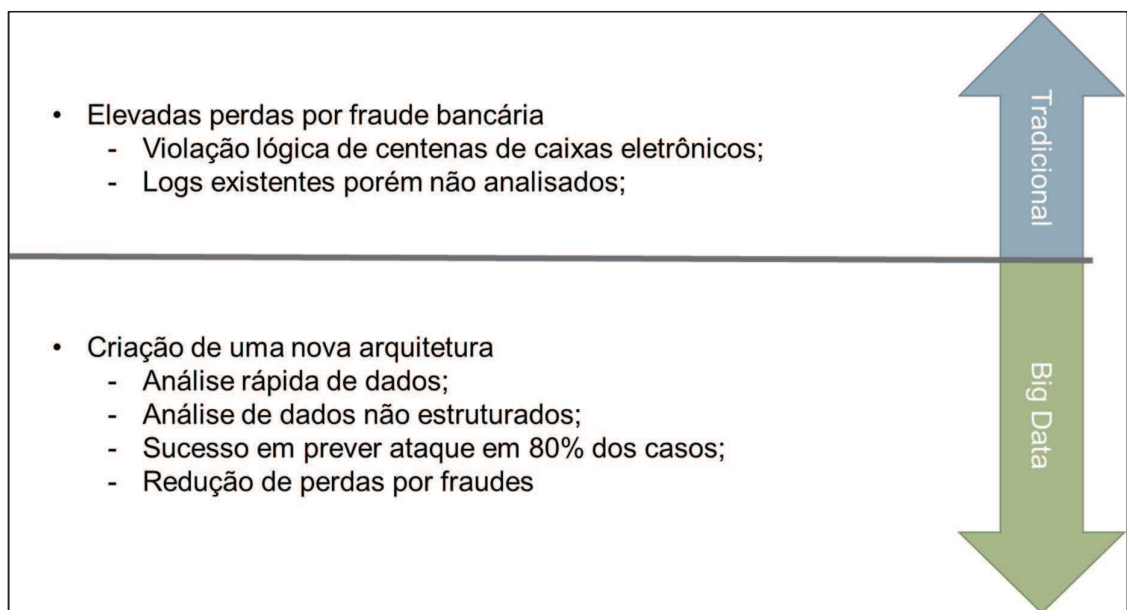 • Elevadas perdas por fraude bancária
- Violação lógica de centenas de caixas eletrônicos;
- Logs existentes porém não analisados;
Tradicional
• Criação de uma nova arquitetura
- Análise rápida de dados;
- Análise de dados não estruturados;
- Sucesso em prever ataque em 80% dos casos;
- Redução de perdas por fraudes
Big Data